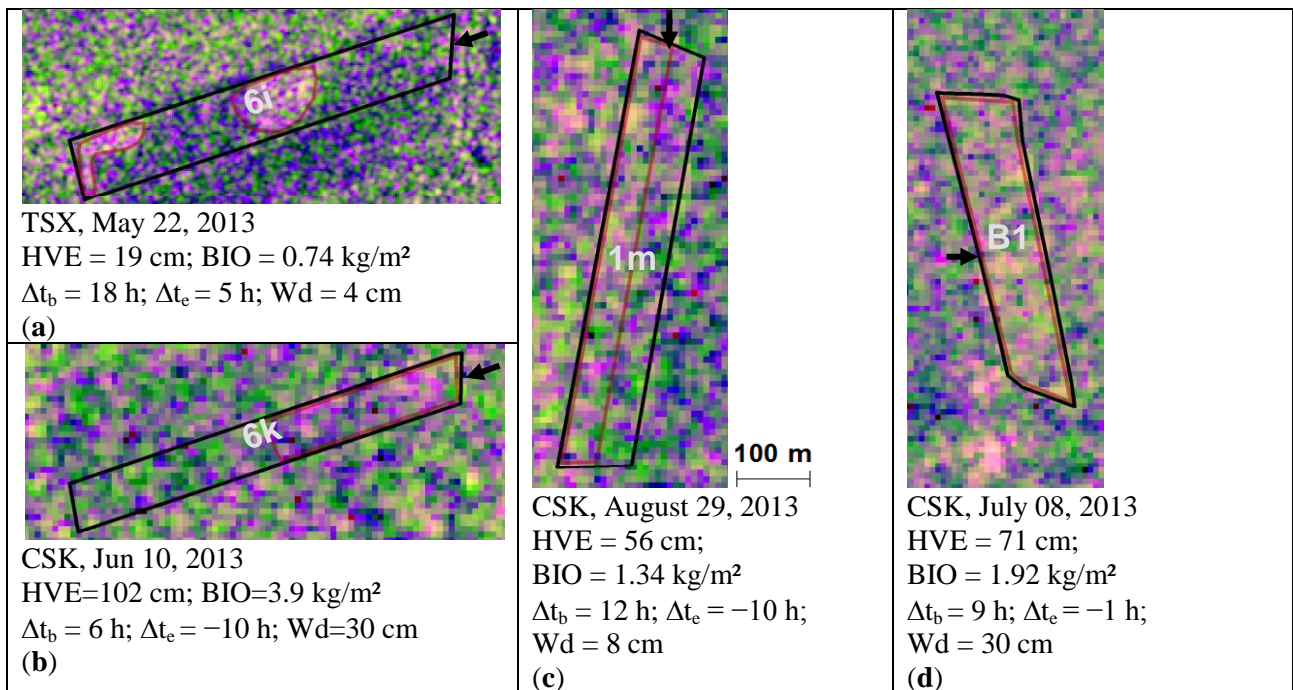 6i
TSX, May 22, 2013
HVE = 19 cm; BIO = 0.74 kg/m²
Δt_b = 18 h; Δt_e = 5 h; Wd = 4 cm
(a)
6k
CSK, Jun 10, 2013
HVE=102 cm; BIO=3.9 kg/m²
Δt_b = 6 h; Δt_e = −10 h; Wd=30 cm
(b)
1m
100 m
CSK, August 29, 2013
HVE = 56 cm;
BIO = 1.34 kg/m²
Δt_b = 12 h; Δt_e = −10 h;
Wd = 8 cm
(c)
B1
CSK, July 08, 2013
HVE = 71 cm;
BIO = 1.92 kg/m²
Δt_b = 9 h; Δt_e = −1 h;
Wd = 30 cm
(d)